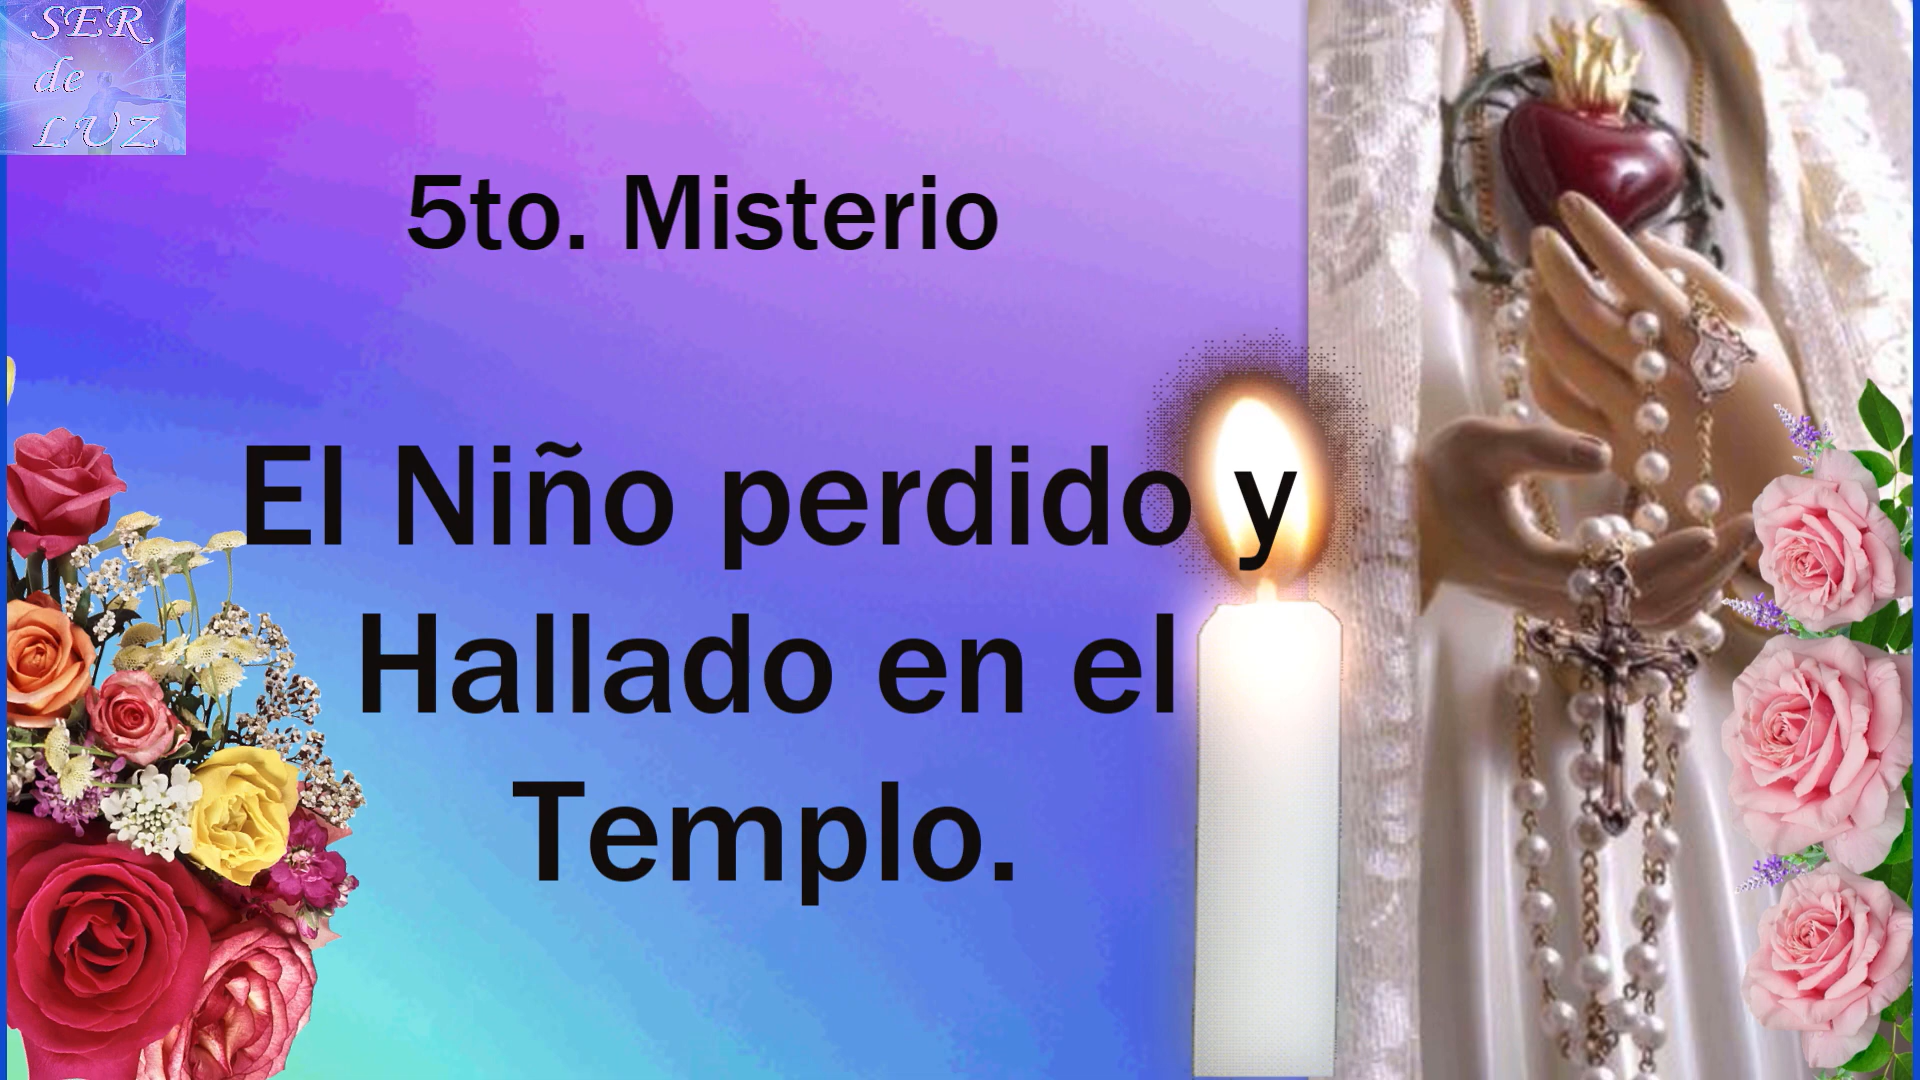 SER
de
LUZ
5to. Misterio
El Niño perdido y
Hallado en el
Templo.